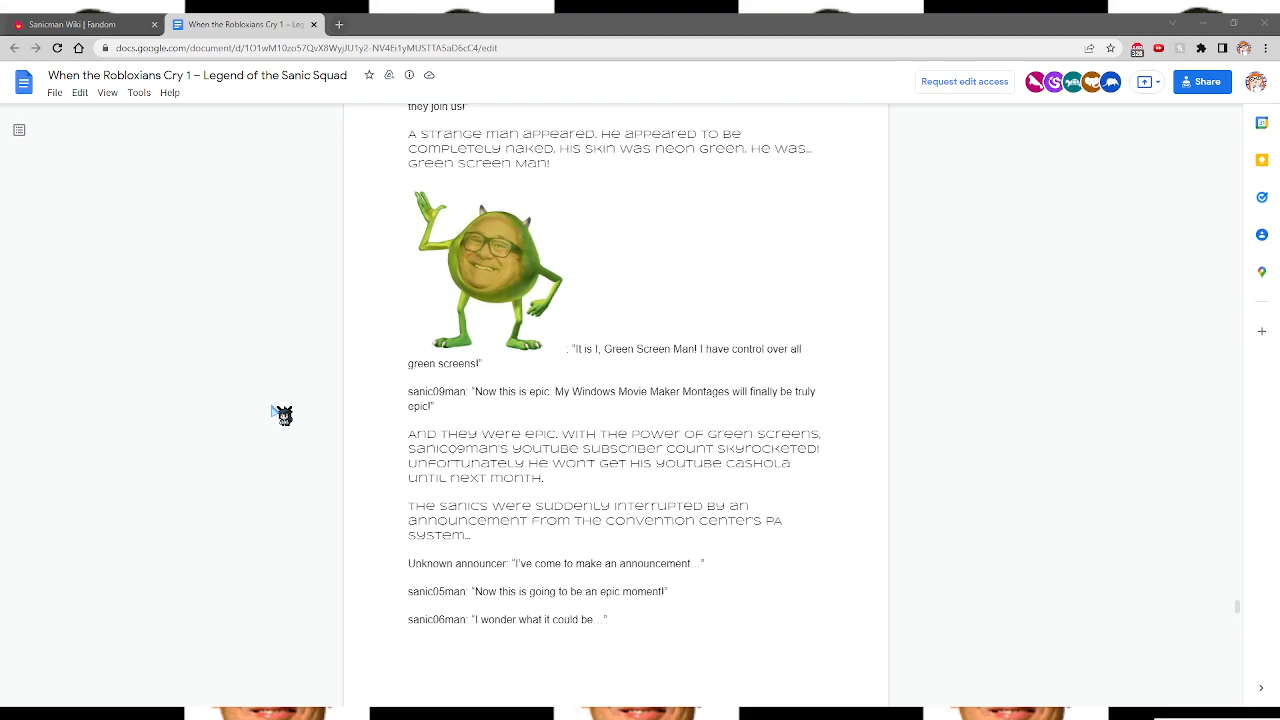 Sanicman Wiki | Fandom
When the Robloxians Cry 1 – Leg
docs.google.com/document/d/1O1wM10zo57QvX8WyjJU1y2-NV4Ei1yMUSTTA5aD6cC4/edit
When the Robloxians Cry 1 – Legend of the Sanic Squad
Request edit access
Share
File Edit View Tools Help
they join us!"
A strange man appeared. He appeared to be
completely naked. His skin was neon green. He was...
Green Screen Man!
: "It is I, Green Screen Man! I have control over all
green screens!"
sanic09man: "Now this is epic. My Windows Movie Maker Montages will finally be truly
epic!"
And they were epic. With the power of green screens,
sanic09man's YouTube subscriber count skyrocketed!
Unfortunately he won't get his YouTube cashola
until next month.
The Sanics were suddenly interrupted by an
announcement from the convention center's PA
system...
Unknown announcer: "I've come to make an announcement…"
sanic05man: "Now this is going to be an epic moment!"
sanic06man: "I wonder what it could be…"